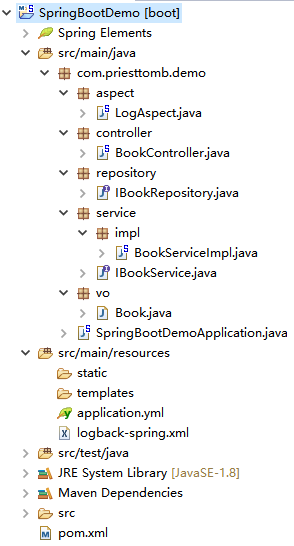 SpringBootDemo [boot]
Spring Elements
src/main/java
com.priesttomb.demo
aspect
LogAspect.java
controller
BookController.java
repository
IBookRepository.java
service
impl
BookServiceImpl.java
IBookService.java
vo
Book.java
SpringBootDemoApplication.java
src/main/resources
static
templates
application.yml
logback-spring.xml
src/test/java
JRE System Library [JavaSE-1.8]
Maven Dependencies
src
pom.xml